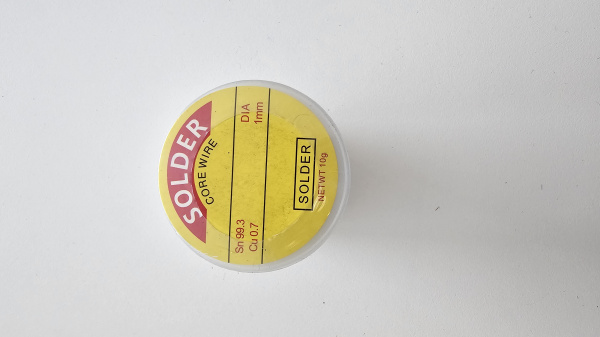 SOLDER
CORE WIRE
Sn 99.3 DIA
Cu 0.7 1mm
SOLDER
NETWT 10g